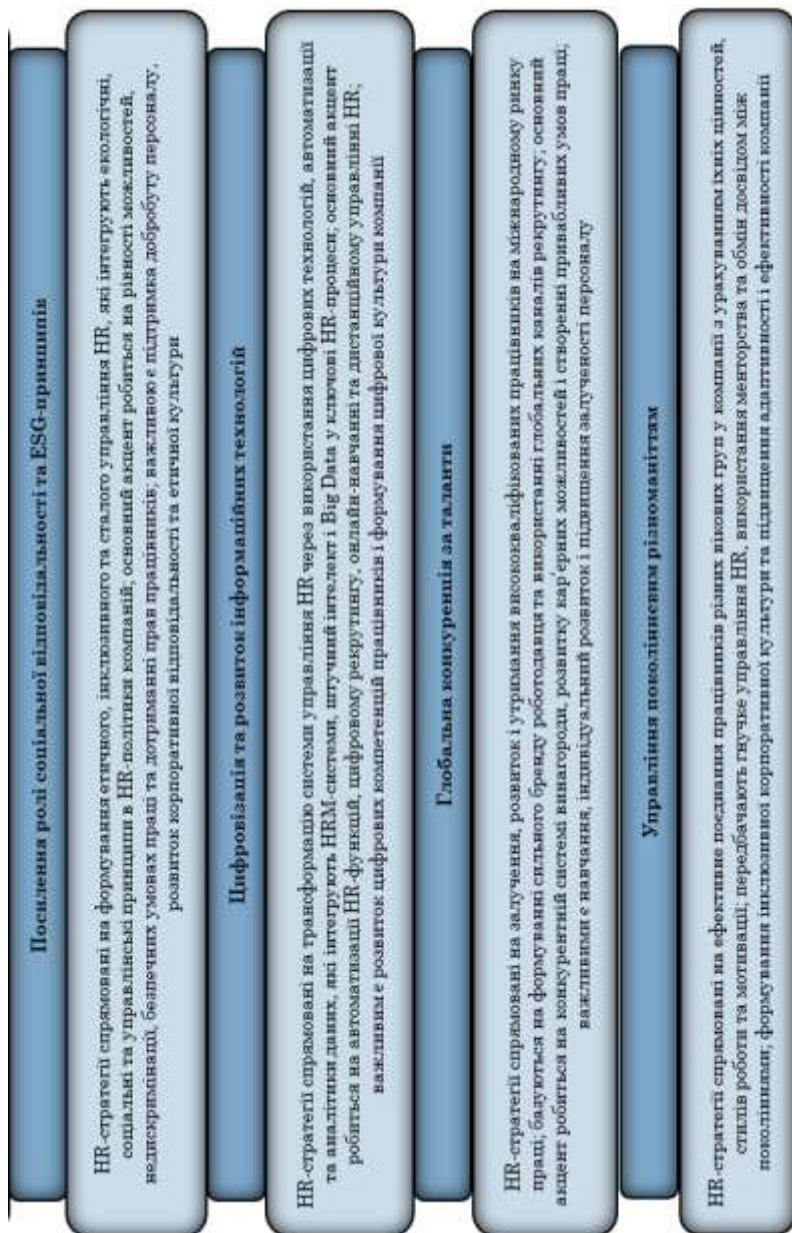 Посилення ролі соціальної відповідальності та ESG-принципів
HR-стратегії спрямовані на формування етичного, інклюзивного та сталого управління HR, які інтегрують екологічні,
соціальні та управлінські принципи в HR-політики компаній; основний акцент робиться на рівності можливостей,
недискримінації, безпечних умовах праці та дотриманні прав працівників, важливою є підтримка добробуту персоналу,
розвиток корпоративної відповідальності та етичної культури
Цифровізація та розвиток інформаційних технологій
HR-стратегії спрямовані на трансформацію системи управління HR через використання цифрових технологій, автоматизації
та аналітики даних, які інтегрують HRM-системи, штучний інтелект і Big Data у ключові HR-процеси; основний акцент
робиться на автоматизації HR-функцій, цифровому рекрутингу, онлайн-навчанні та дистанційному управлінні HR;
важливим є розвиток цифрових компетенцій працівників і формування цифрової культури компанії
Глобальна конкуренція за таланти
HR-стратегії спрямовані на залучення, розвиток і утримання висококваліфікованих працівників на міжнародному ринку
праці; базуються на формуванні сильного бренду роботодавця та використанні глобальних каналів рекрутингу; основний
акцент робиться на конкурентній системі винагороди, розвитку кар'єрних можливостей і створенні привабливих умов праці;
важливими є навчання, індивідуальний розвиток і підвищення залученості персоналу
Управління поколіннєвим різноманіттям
HR-стратегії спрямовані на ефективне поєднання працівників різних вікових груп у компанії з урахуванням їхніх цінностей,
стилів роботи та мотивації; передбачають гнучке управління HR, використання менторства та обмін досвідом між
поколіннями; формування інклюзивної корпоративної культури та підвищення адаптивності і ефективності компанії